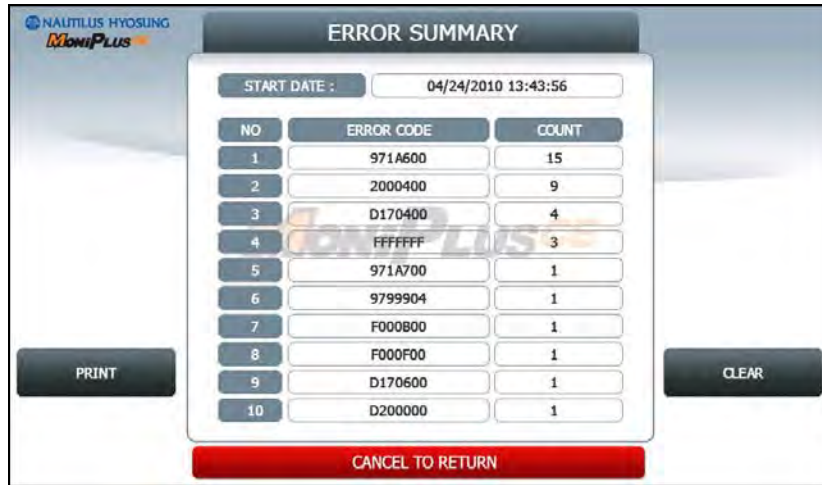 NAUTILUS HYOSUNG
MoniPlus
ERROR SUMMARY
START DATE : 04/24/2010 13:43:56
NO ERROR CODE COUNT
1 971A600 15
2 2000400 9
3 D170400 4
4 FFFFFFF 3
5 971A700 1
6 9799904 1
7 F000B00 1
8 F000F00 1
9 D170600 1
10 D200000 1
MONIPLUS
PRINT
CLEAR
CANCEL TO RETURN